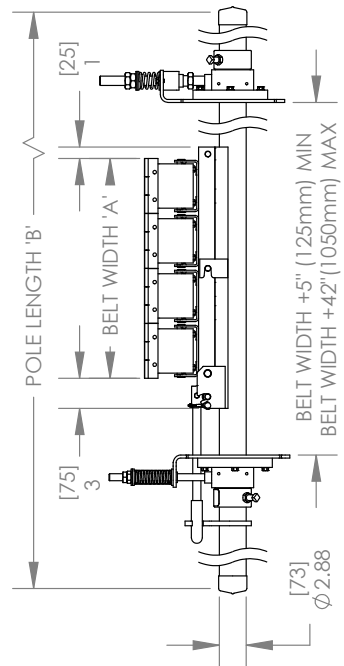 POLE LENGTH 'B'
[25]
1
BELT WIDTH 'A'
[75]
3
BELT WIDTH +5" (125mm) MIN
BELT WIDTH +42"(1050mm) MAX
[73]
∅2.88